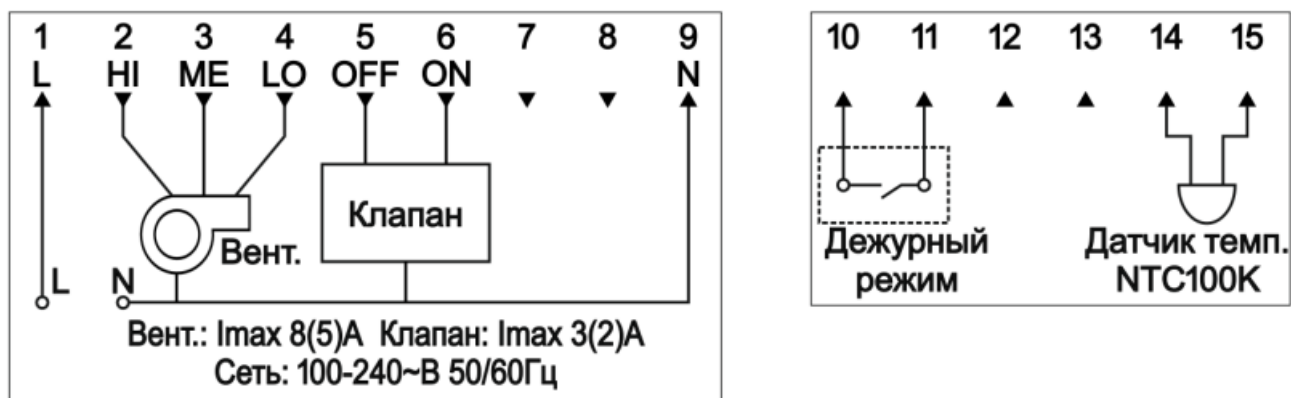 1 2 3 4 5 6 7 8 9
L HI ME LO OFF ON N
Вент.
Клапан
L N
Вент.: Imax 8(5)A Клапан: Imax 3(2)A
Сеть: 100-240~В 50/60Гц
10 11 12 13 14 15
Дежурный
режим
Датчик темп.
NTC100K